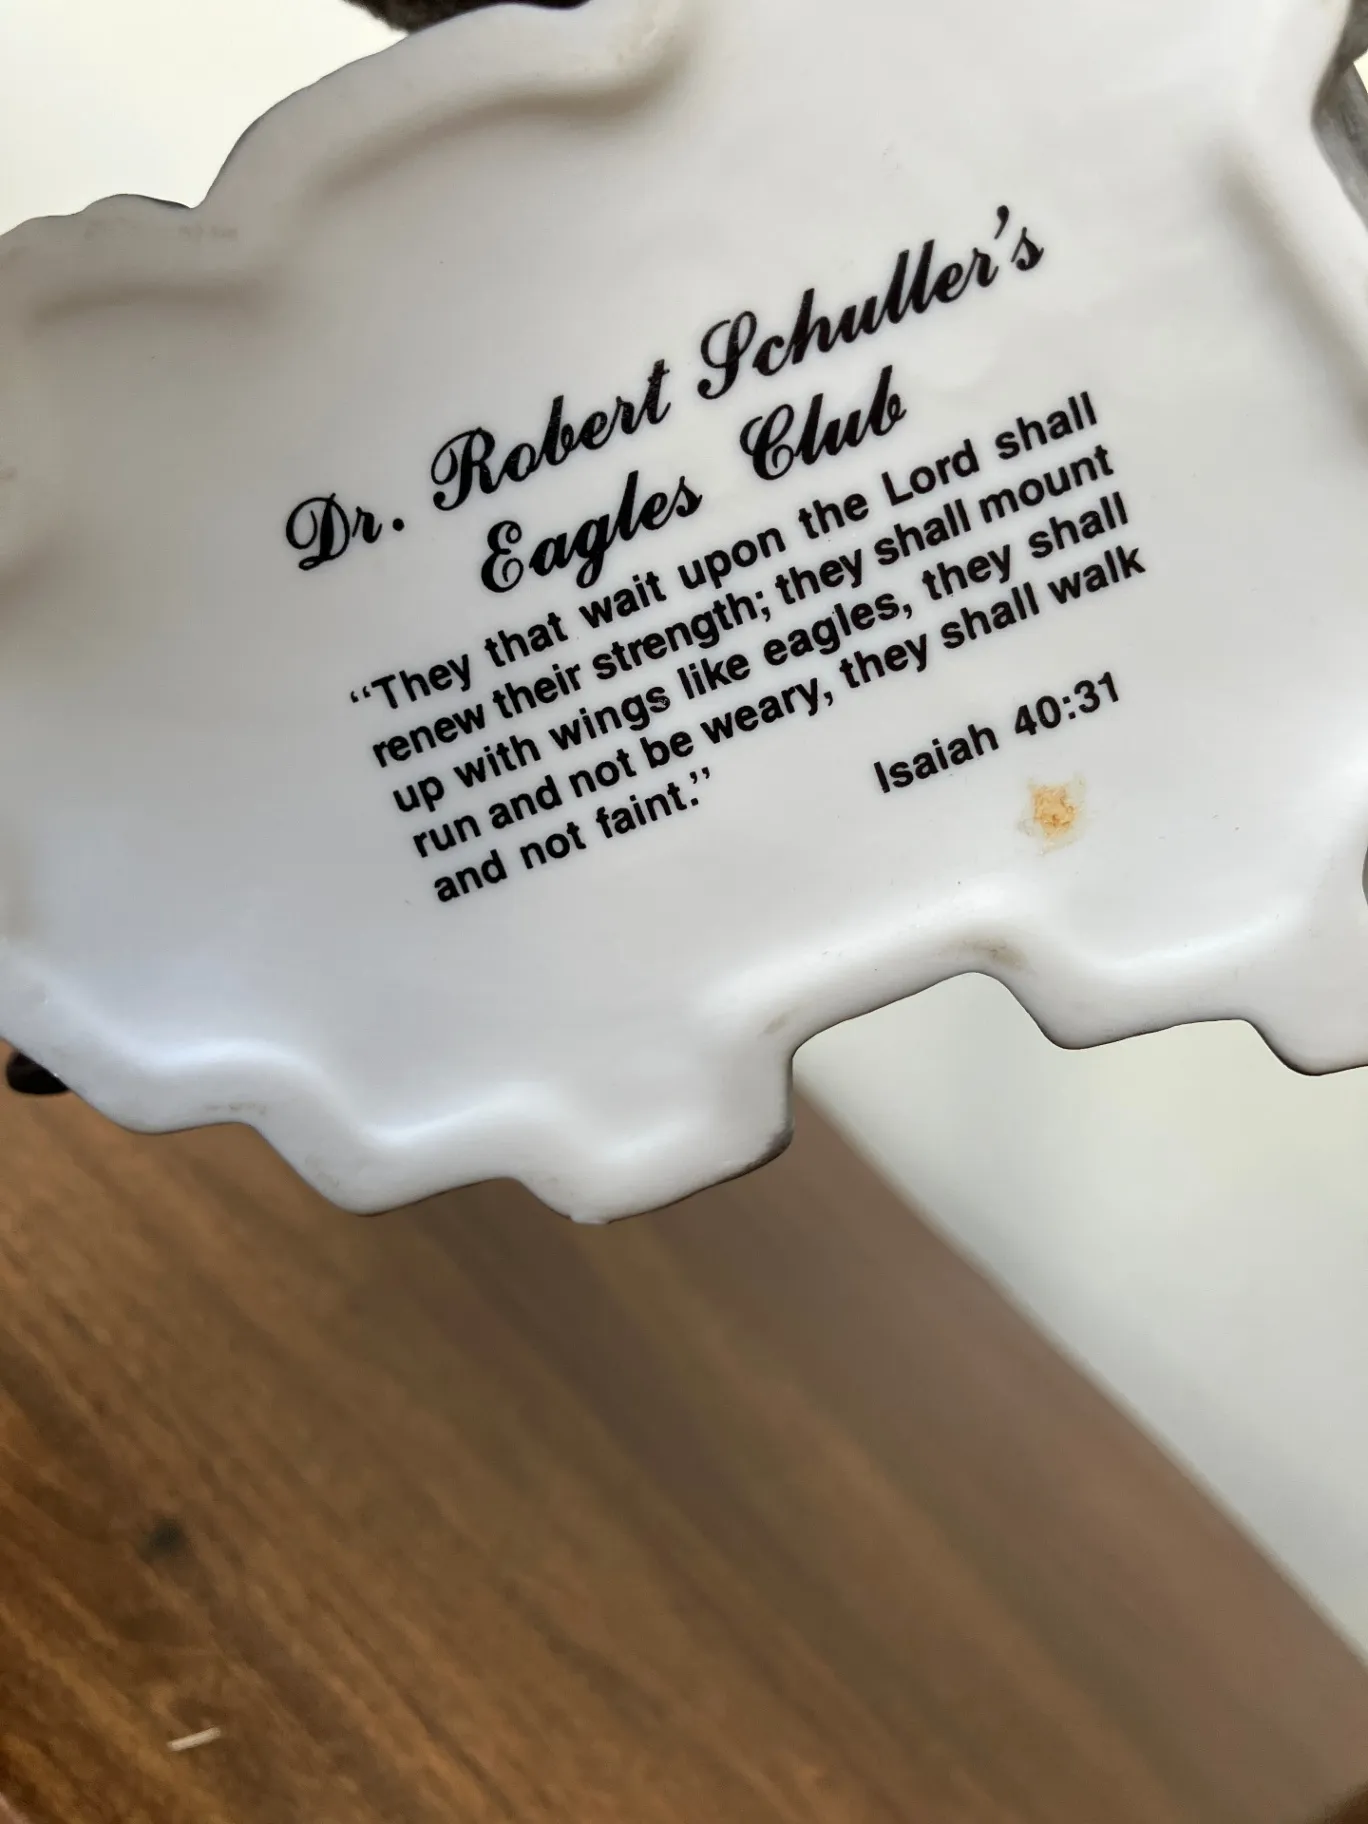 Dr. Robert Schuller's
Eagles Club
“They that wait upon the Lord shall
renew their strength; they shall mount
up with wings like eagles, they shall
run and not be weary, they shall walk
and not faint.” Isaiah 40:31